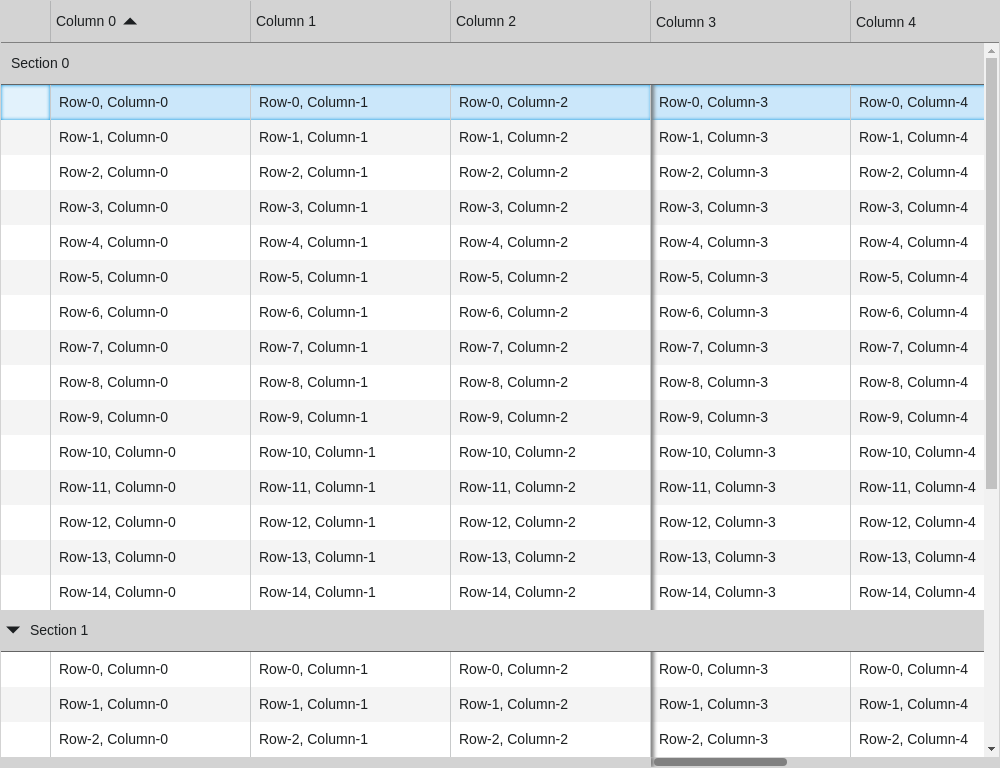 Column 0 Column 1 Column 2 Column 3 Column 4
Section 0
Row-0, Column-0 Row-0, Column-1 Row-0, Column-2 Row-0, Column-3 Row-0, Column-4
Row-1, Column-0 Row-1, Column-1 Row-1, Column-2 Row-1, Column-3 Row-1, Column-4
Row-2, Column-0 Row-2, Column-1 Row-2, Column-2 Row-2, Column-3 Row-2, Column-4
Row-3, Column-0 Row-3, Column-1 Row-3, Column-2 Row-3, Column-3 Row-3, Column-4
Row-4, Column-0 Row-4, Column-1 Row-4, Column-2 Row-4, Column-3 Row-4, Column-4
Row-5, Column-0 Row-5, Column-1 Row-5, Column-2 Row-5, Column-3 Row-5, Column-4
Row-6, Column-0 Row-6, Column-1 Row-6, Column-2 Row-6, Column-3 Row-6, Column-4
Row-7, Column-0 Row-7, Column-1 Row-7, Column-2 Row-7, Column-3 Row-7, Column-4
Row-8, Column-0 Row-8, Column-1 Row-8, Column-2 Row-8, Column-3 Row-8, Column-4
Row-9, Column-0 Row-9, Column-1 Row-9, Column-2 Row-9, Column-3 Row-9, Column-4
Row-10, Column-0 Row-10, Column-1 Row-10, Column-2 Row-10, Column-3 Row-10, Column-4
Row-11, Column-0 Row-11, Column-1 Row-11, Column-2 Row-11, Column-3 Row-11, Column-4
Row-12, Column-0 Row-12, Column-1 Row-12, Column-2 Row-12, Column-3 Row-12, Column-4
Row-13, Column-0 Row-13, Column-1 Row-13, Column-2 Row-13, Column-3 Row-13, Column-4
Row-14, Column-0 Row-14, Column-1 Row-14, Column-2 Row-14, Column-3 Row-14, Column-4
Section 1
Row-0, Column-0 Row-0, Column-1 Row-0, Column-2 Row-0, Column-3 Row-0, Column-4
Row-1, Column-0 Row-1, Column-1 Row-1, Column-2 Row-1, Column-3 Row-1, Column-4
Row-2, Column-0 Row-2, Column-1 Row-2, Column-2 Row-2, Column-3 Row-2, Column-4